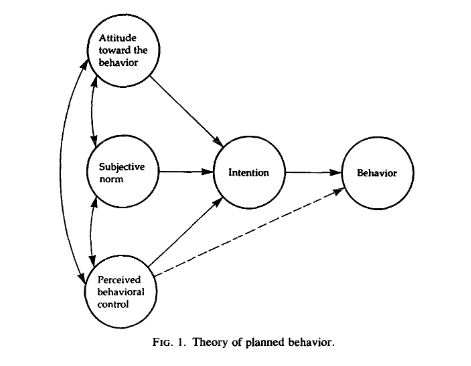 Attitude
toward the
behavior
Subjective
norm
Intention
Behavior
Perceived
behavioral
control
FIG. 1. Theory of planned behavior.